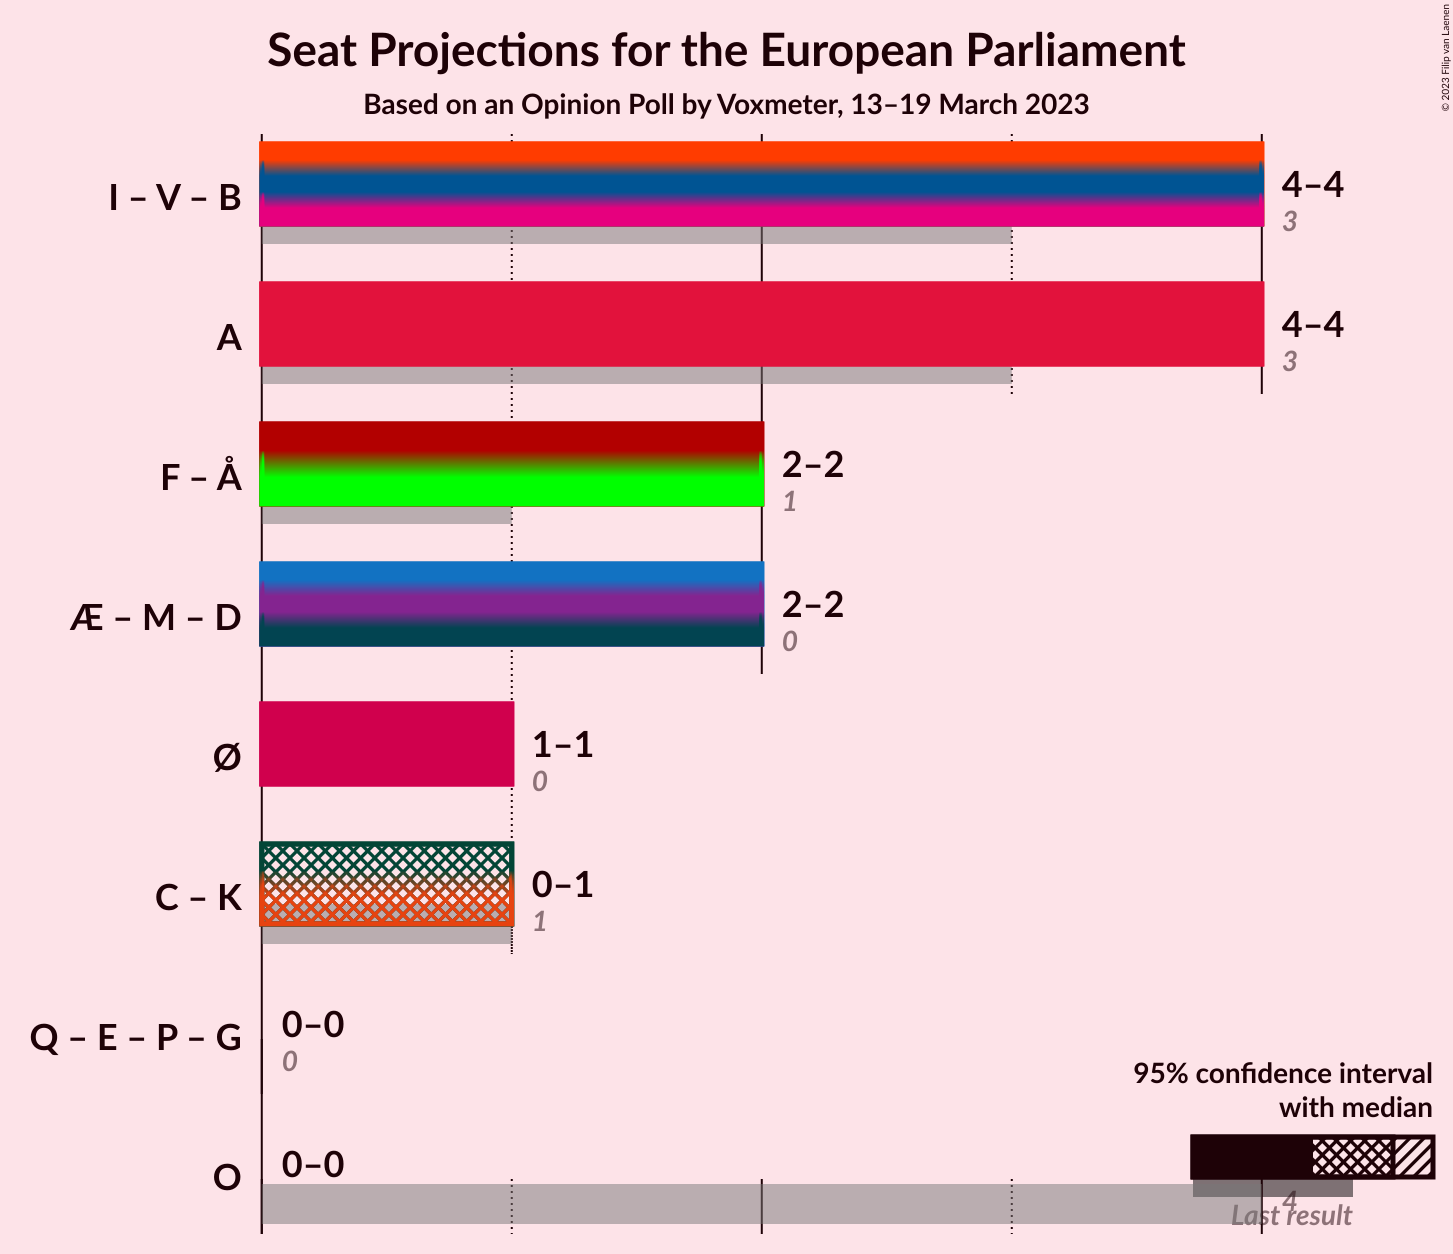 Seat Projections for the European Parliament
Based on an Opinion Poll by Voxmeter, 13–19 March 2023
© 2023 Filip van Laenen
I – V – B
4–4
3
A
4–4
3
F – Å
2–2
1
Æ – M – D
2–2
0
Ø
1–1
0
C – K
0–1
1
Q – E – P – G
0–0
0
O
0–0
4
95% confidence interval
with median
Last result